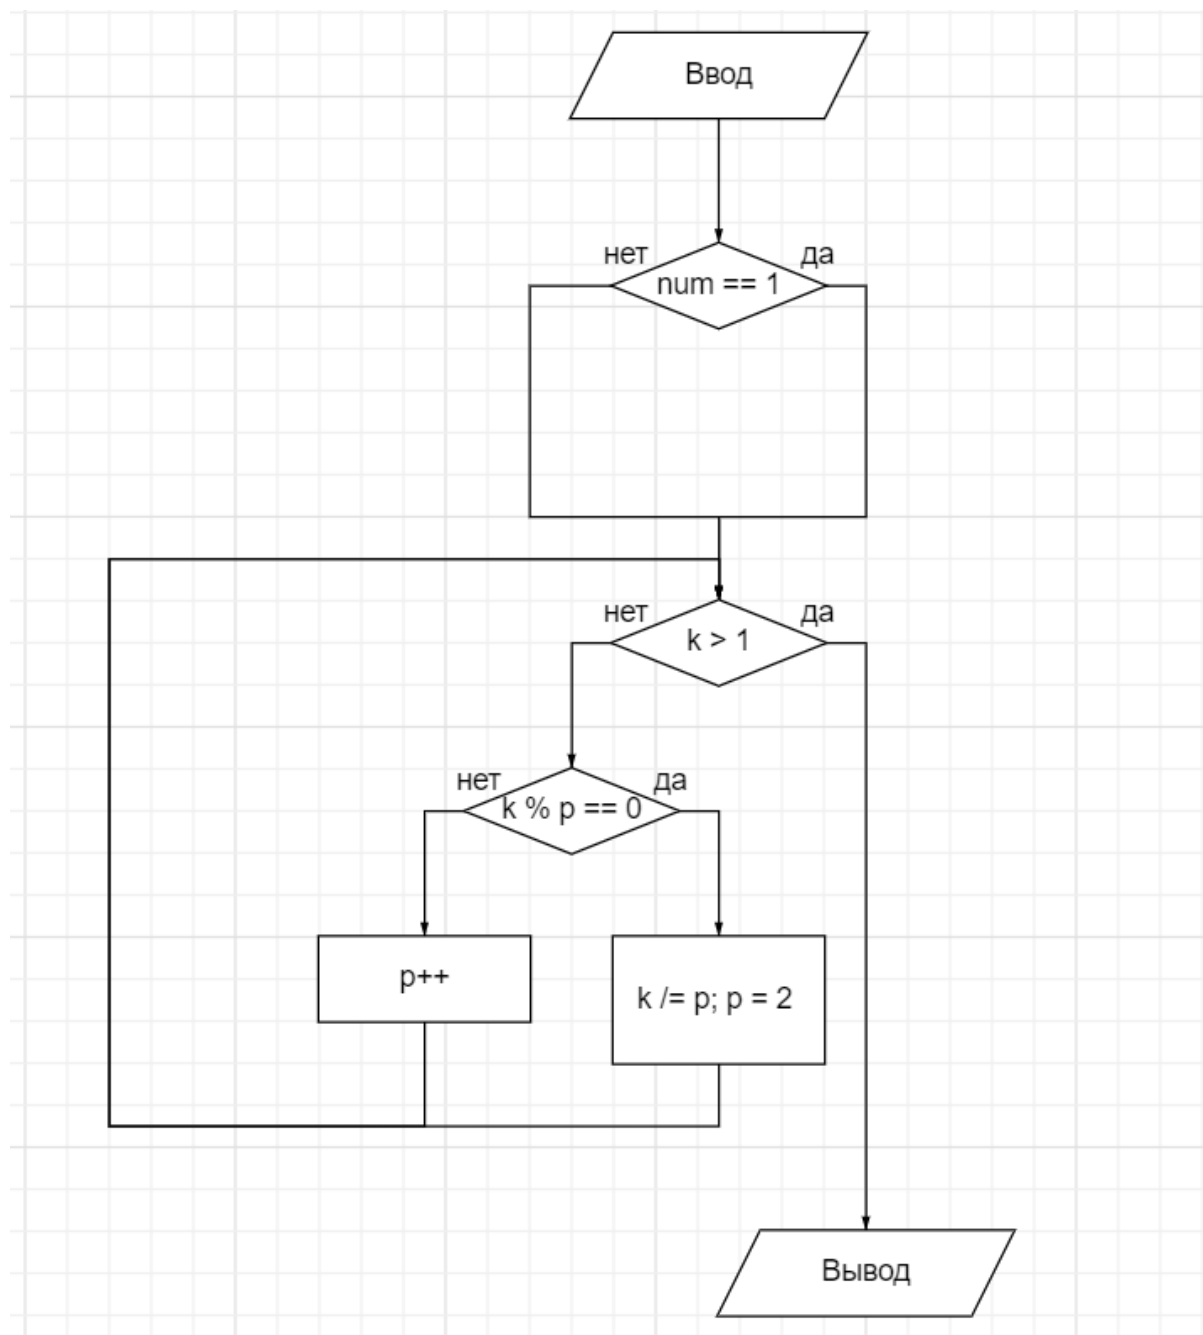 Ввод
нет
да
num == 1
нет
да
k > 1
нет
да
k % p == 0
p++
k /= p; p = 2
Вывод